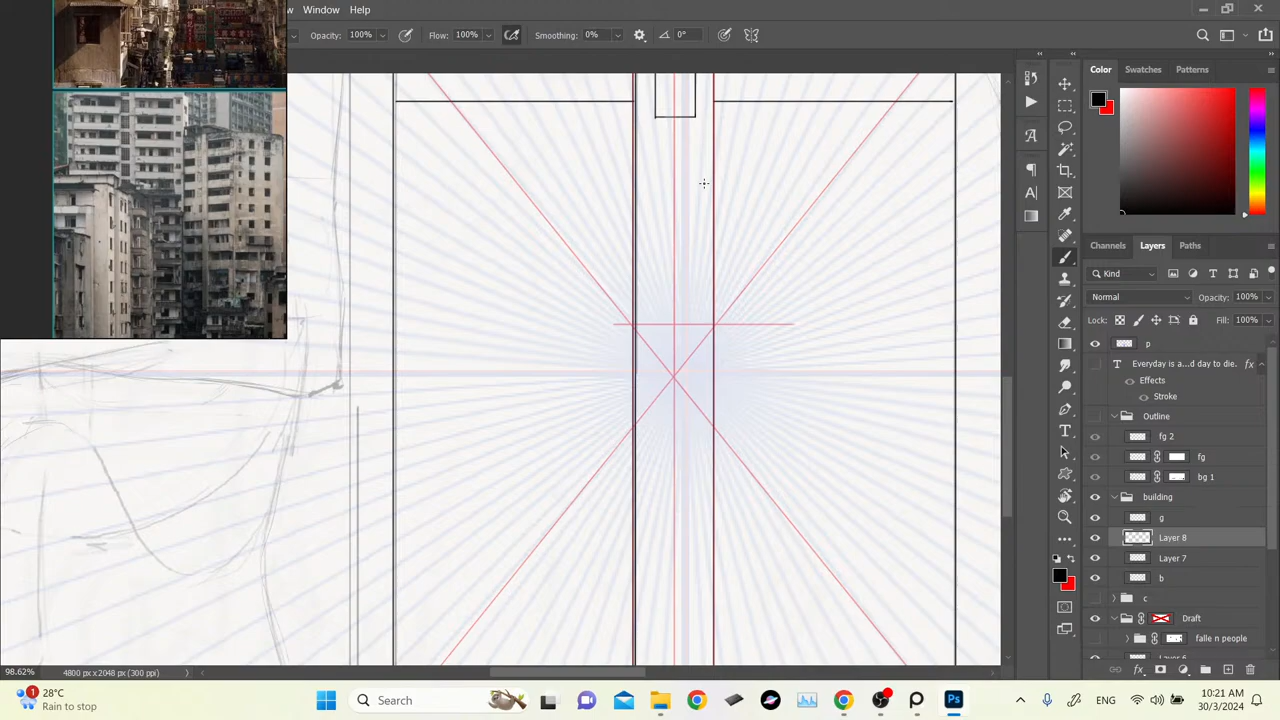 Window Help
Opacity: 100% Flow: 100% Smoothing: 0% 0°
Color Swatches Patterns
Channels Layers Paths
Kind
Normal Opacity: 100%
Lock: Fill: 100%
p
Everyday is a...d day to die. fx
Effects
Stroke
Outline
fg 2
fg
bg 1
building
g
Layer 8
Layer 7
b
c
Draft
falle n people
98.62% 4800 px x 2048 px (300 ppi)
1
28°C
Rain to stop
Search
ENG
10:21 AM
30/3/2024